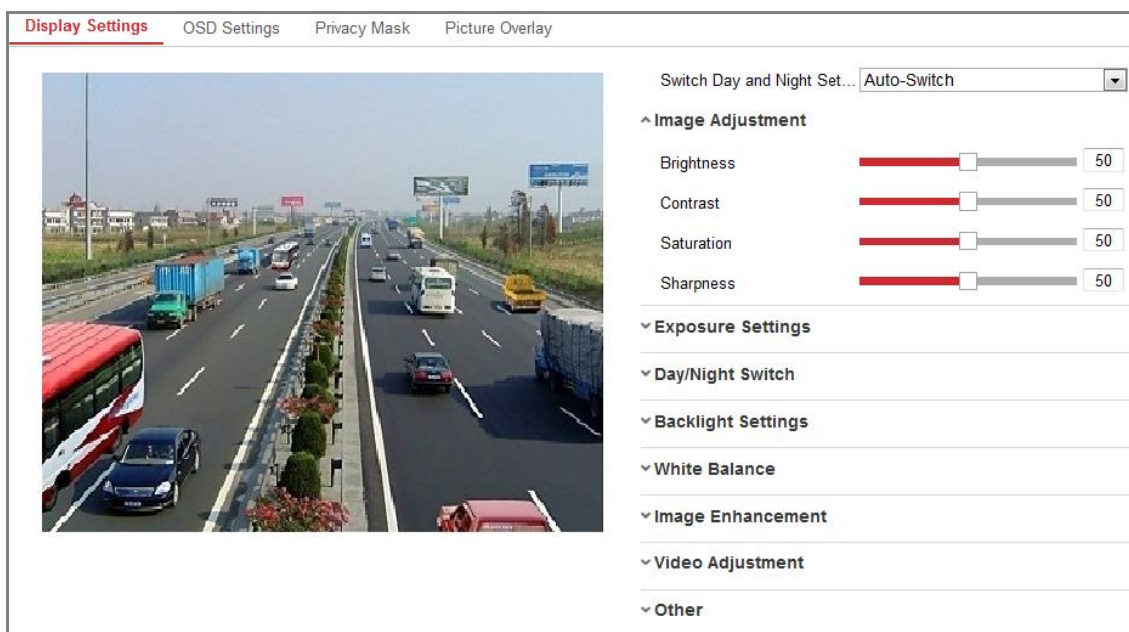 Display Settings OSD Settings Privacy Mask Picture Overlay
Switch Day and Night Set... Auto-Switch
Image Adjustment
Brightness 50
Contrast 50
Saturation 50
Sharpness 50
Exposure Settings
Day/Night Switch
Backlight Settings
White Balance
Image Enhancement
Video Adjustment
Other